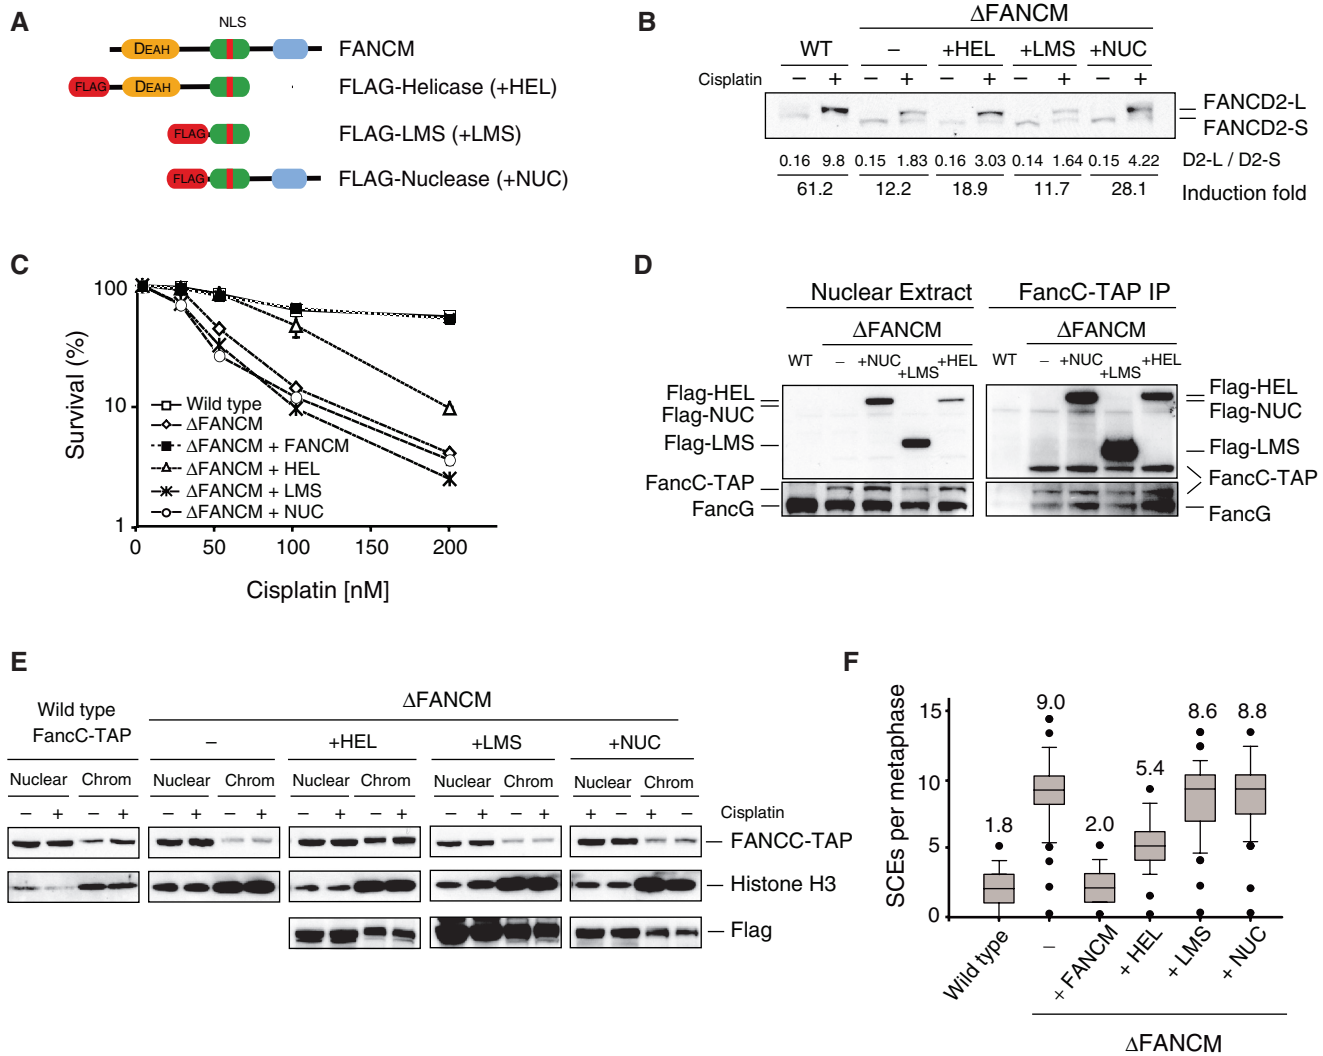 A
NLS
DEAH
FANCM
FLAG DEAH
FLAG-Helicase (+HEL)
FLAG
FLAG-LMS (+LMS)
FLAG
FLAG-Nuclease (+NUC)
B
ΔFANCM
WT – +HEL +LMS +NUC
Cisplatin – + – + – + – + – +
FANCD2-L
FANCD2-S
0.16 9.8 0.15 1.83 0.16 3.03 0.14 1.64 0.15 4.22 D2-L / D2-S
61.2 12.2 18.9 11.7 28.1 Induction fold
C
Survival (%)
100
10
1
0 50 100 150 200
Cisplatin [nM]
Wild type
ΔFANCM
ΔFANCM + FANCM
ΔFANCM + HEL
ΔFANCM + LMS
ΔFANCM + NUC
D
Nuclear Extract
FancC-TAP IP
ΔFANCM
ΔFANCM
WT – +NUC +LMS +HEL
WT – +NUC +LMS +HEL
Flag-HEL
Flag-NUC
Flag-LMS
FancC-TAP
FancG
Flag-HEL
Flag-NUC
Flag-LMS
FancC-TAP
FancG
E
Wild type
FancC-TAP
ΔFANCM
– +HEL +LMS +NUC
Nuclear Chrom Nuclear Chrom Nuclear Chrom Nuclear Chrom Nuclear Chrom
– + – + – + – + – + – + – + – + + – + – Cisplatin
FANCC-TAP
Histone H3
Flag
F
SCEs per metaphase
15
10
5
0
1.8
9.0
2.0
5.4
8.6
8.8
Wild type
–
+ FANCM
+ HEL
+ LMS
+ NUC
ΔFANCM